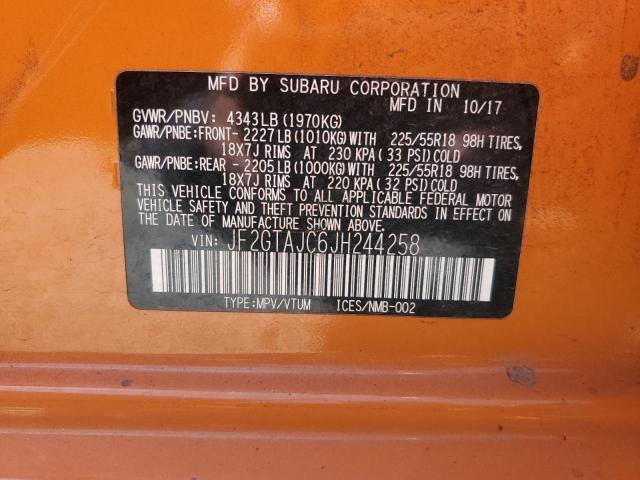 MFD BY SUBARU CORPORATION
MFD IN 10/17
GVWR/PNBV: 4343LB(1970KG)
GAWR/PNBE:FRONT- 2227LB(1010KG)WITH 225/55R18 98H TIRES,
18X7J RIMS AT 230 KPA(33 PSI)COLD
GAWR/PNBE:REAR - 2205LB(1000KG)WITH 225/55R18 98H TIRES,
18X7J RIMS AT 220 KPA(32 PSI)COLD
THIS VEHICLE CONFORMS TO ALL APPLICABLE FEDERAL MOTOR
VEHICLE SAFETY AND THEFT PREVENTION STANDARDS IN EFFECT ON
THE DATE OF MANUFACTURE SHOWN ABOVE.
VIN: JF2GTAJC6JH244258
TYPE:MPV/VTUM ICES/NMB-002